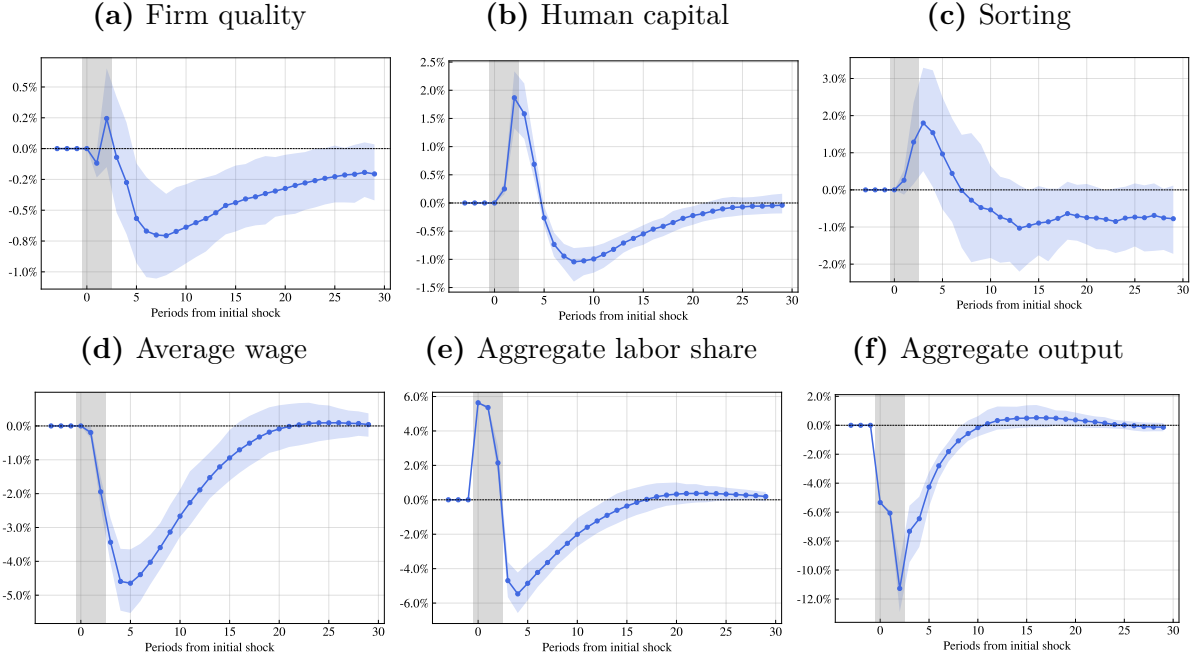 (a) Firm quality
0.5%
0.2%
0.0%
-0.2%
-0.5%
-0.8%
-1.0%
0 5 10 15 20 25 30
Periods from initial shock
(b) Human capital
2.5%
2.0%
1.5%
1.0%
0.5%
0.0%
-0.5%
-1.0%
-1.5%
0 5 10 15 20 25 30
Periods from initial shock
(c) Sorting
3.0%
2.0%
1.0%
0.0%
-1.0%
-2.0%
0 5 10 15 20 25 30
Periods from initial shock
(d) Average wage
0.0%
-1.0%
-2.0%
-3.0%
-4.0%
-5.0%
0 5 10 15 20 25 30
Periods from initial shock
(e) Aggregate labor share
6.0%
4.0%
2.0%
0.0%
-2.0%
-4.0%
-6.0%
0 5 10 15 20 25 30
Periods from initial shock
(f) Aggregate output
2.0%
0.0%
-2.0%
-4.0%
-6.0%
-8.0%
-10.0%
-12.0%
0 5 10 15 20 25 30
Periods from initial shock